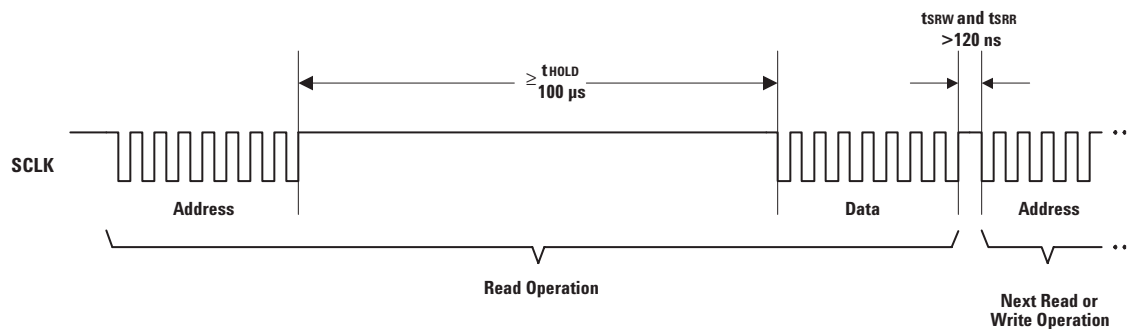 tSRW and tSRR
>120 ns
≥ tHOLD
100 µs
SCLK
Address
Data
Address
Read Operation
Next Read or
Write Operation